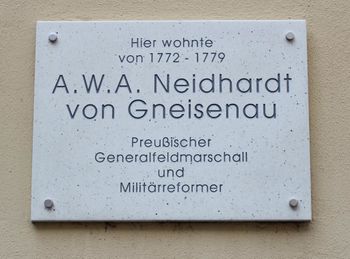 Hier wohnte
von 1772 - 1779
A.W.A. Neidhardt
von Gneisenau
Preußischer
Generalfeldmarschall
und
Militärreformer